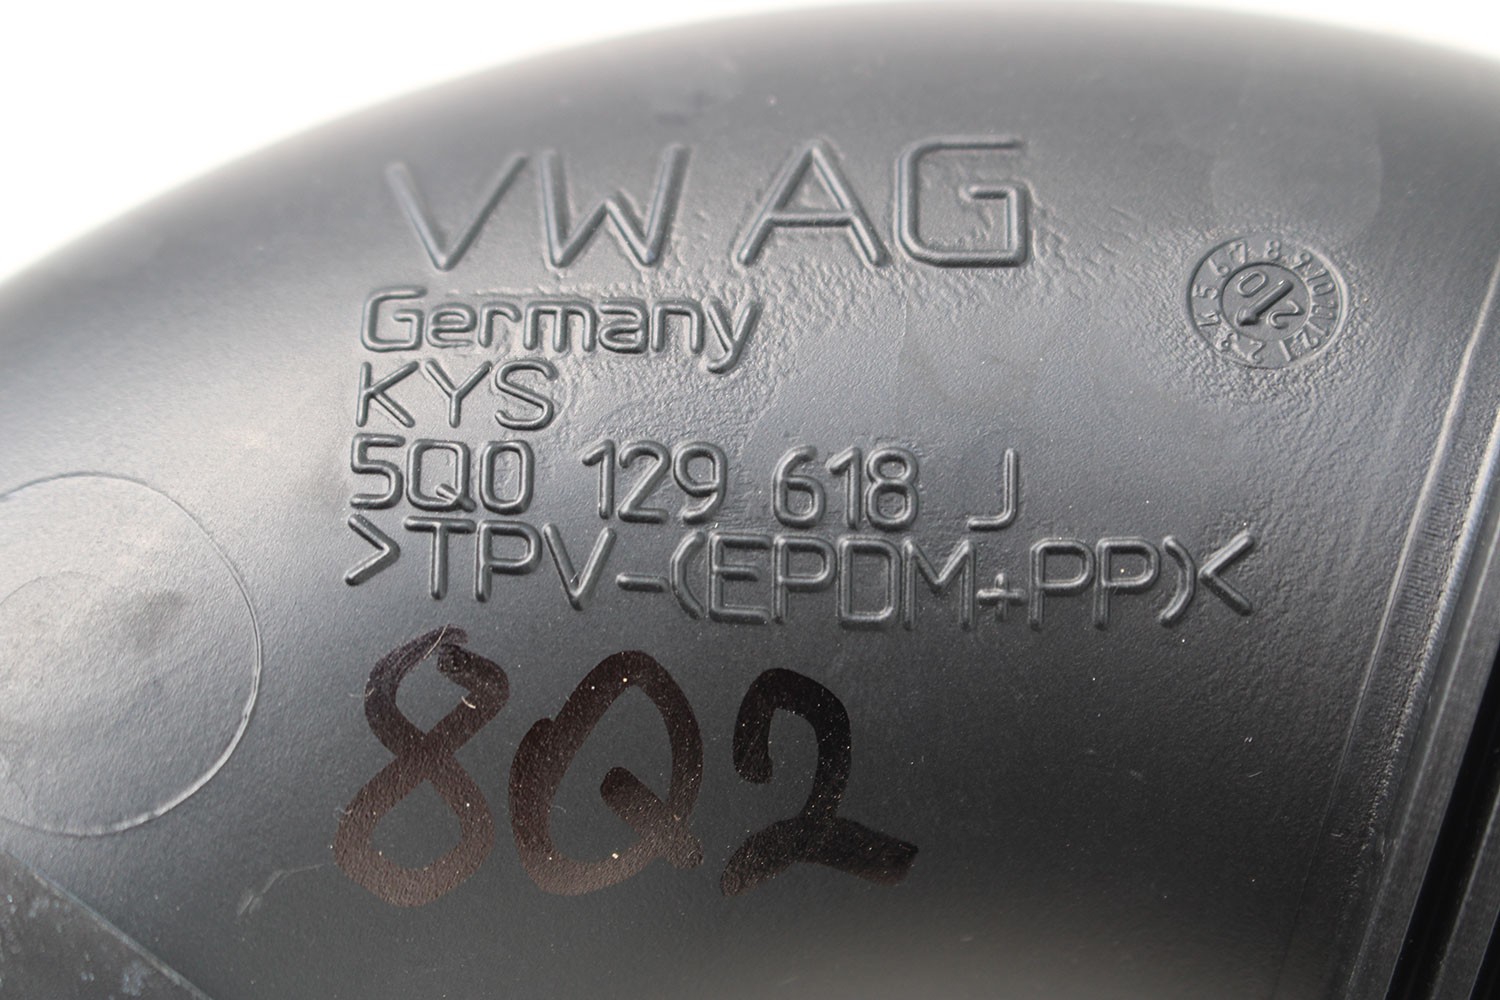 VW AG
Germany
KYS
5Q0 129 618 J
>TPV-(EPDM+PP)<
8Q2